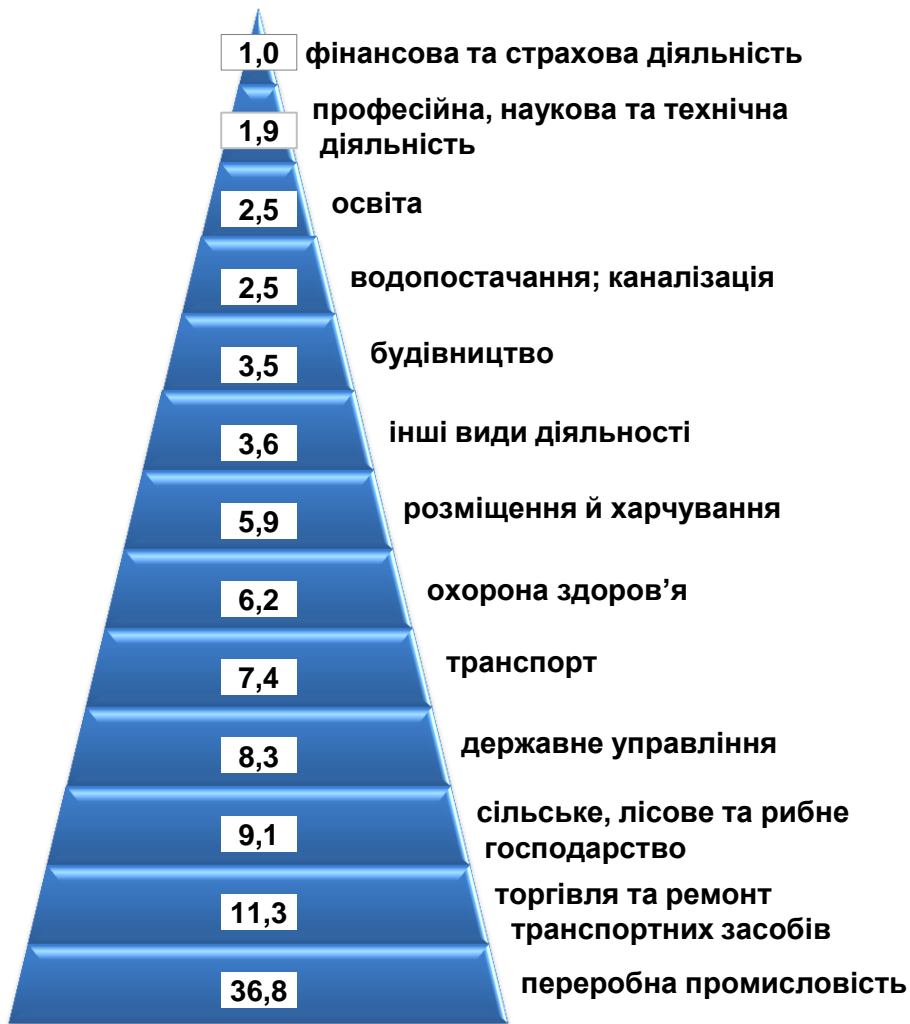 1,0 фінансова та страхова діяльність
професійна, наукова та технічна
1,9 діяльність
2,5 освіта
2,5 водопостачання; каналізація
3,5 будівництво
3,6 інші види діяльності
5,9 розміщення й харчування
6,2 охорона здоров’я
7,4 транспорт
8,3 державне управління
сільське, лісове та рибне
9,1 господарство
торгівля та ремонт
11,3 транспортних засобів
36,8 переробна промисловість